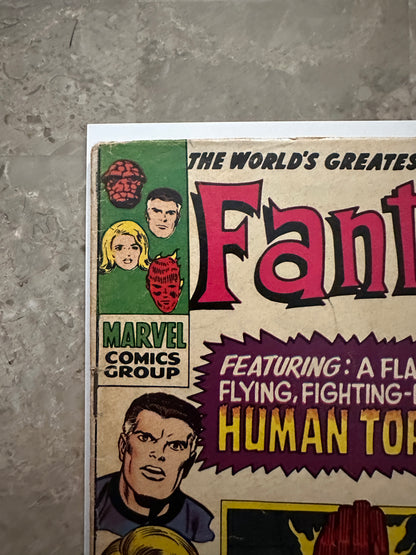 THE WORLD'S GREATES
Fant
MARVEL
COMICS
GROUP
FEATURING: A FLA
FLYING, FIGHTING-
HUMAN TOR